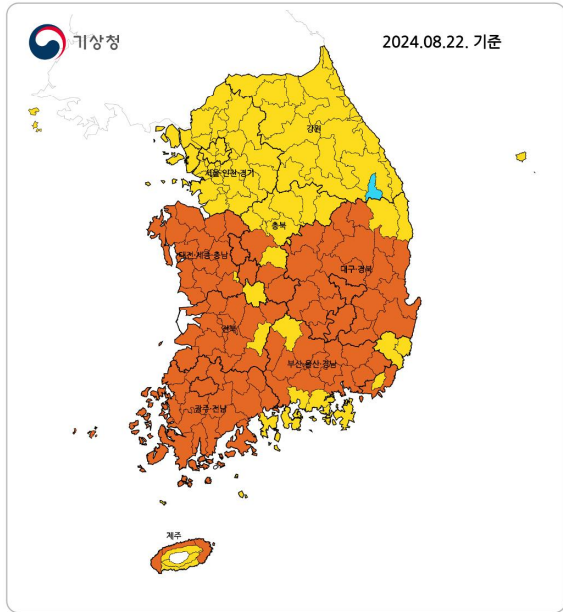 기상청
2024.08.22. 기준
강원
서울·인천·경기
충북
대전·세종·충남
대구·경북
전북
부산·울산·경남
광주·전남
제주